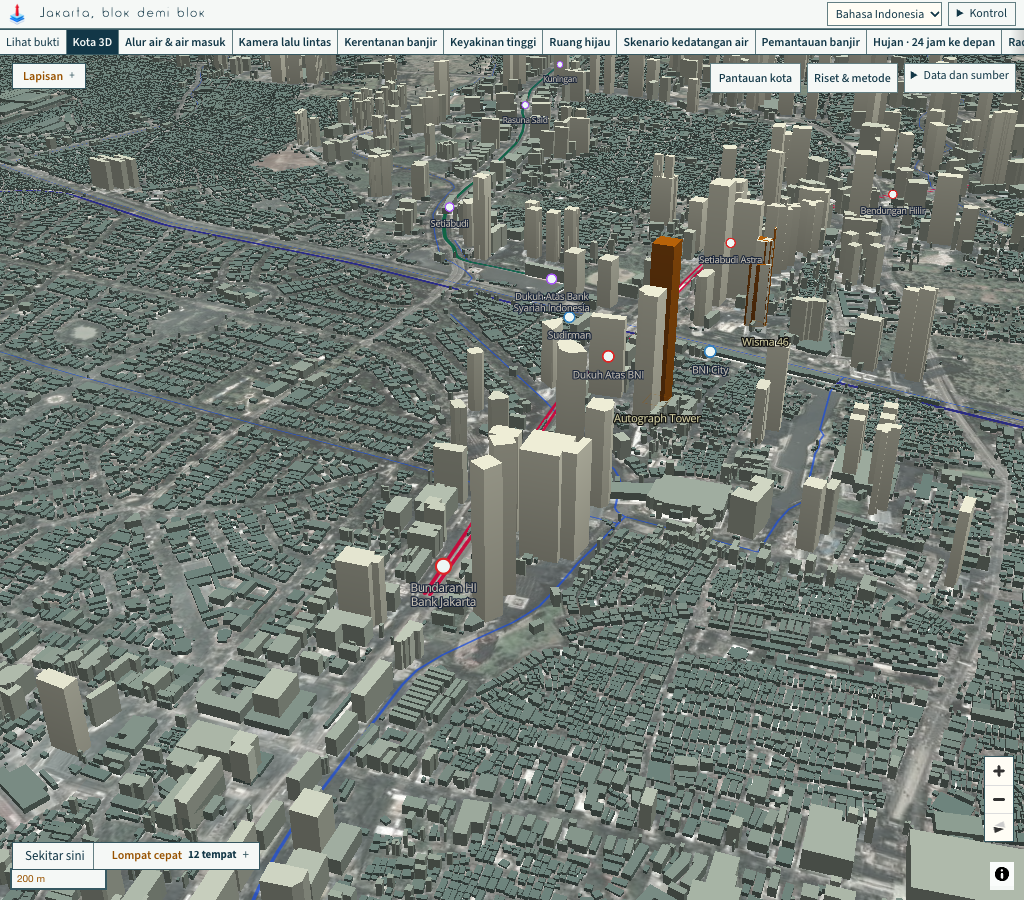 Jakarta, blok demi blok
Bahasa Indonesia
Kontrol
Lihat bukti
Kota 3D
Alur air & air masuk
Kamera lalu lintas
Kerentanan banjir
Keyakinan tinggi
Ruang hijau
Skenario kedatangan air
Pemantauan banjir
Hujan · 24 jam ke depan
Lapisan +
Pantauan kota
Riset & metode
Data dan sumber
Kuningan
Rasuna Said
Setiabudi
Bendungan Hilir
Setiabudi Astra
Dukuh Atas Bank
Syariah Indonesia
Sudirman
Wisma 46
Dukuh Atas BNI
BNI City
Autograph Tower
Bundaran HI
Bank Jakarta
Sekitar sini
Lompat cepat 12 tempat +
200 m